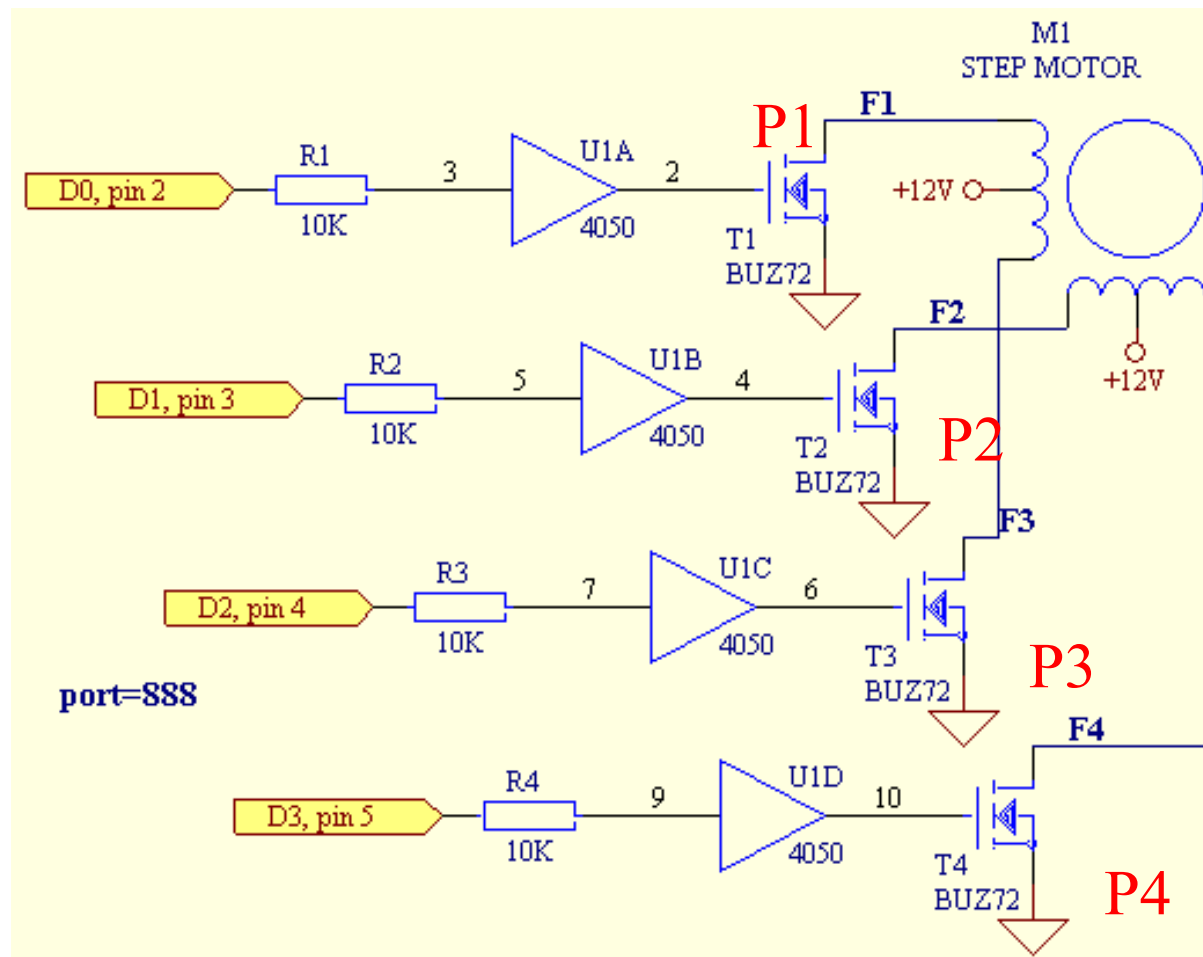 M1
STEP MOTOR
F1
P1
R1
3
U1A
2
+12V
D0, pin 2
10K
4050
T1
BUZ72
F2
R2
5
U1B
4
+12V
D1, pin 3
10K
4050
T2
BUZ72
P2
F3
R3
7
U1C
6
D2, pin 4
10K
4050
T3
BUZ72
P3
port=888
F4
R4
9
U1D
10
D3, pin 5
10K
4050
T4
BUZ72
P4